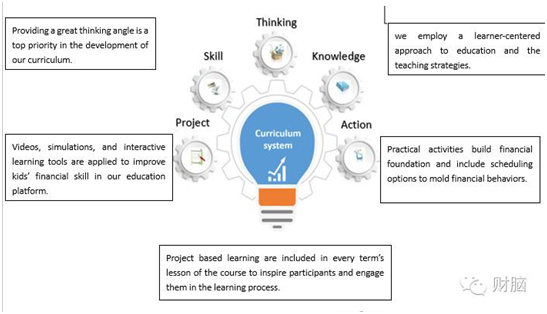 Thinking
Providing a great thinking angle is a
top priority in the development of
our curriculum.
we employ a learner-centered
approach to education and the
teaching strategies.
Skill
Knowledge
Project
Curriculum
system
Action
Videos, simulations, and interactive
learning tools are applied to improve
kids' financial skill in our education
platform.
Practical activities build financial
foundation and include scheduling
options to mold financial behaviors.
Project based learning are included in every term's
lesson of the course to inspire participants and engage
them in the learning process.
财脑